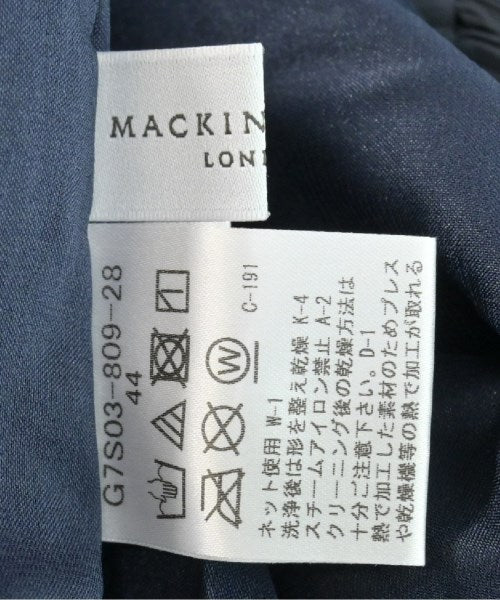 MACKIN
LON
G7S03-809-28
44
W
C-191
ネット使用 W-1
洗浄後は形を整え乾燥 K-4
スチームアイロン禁止 A-2
クリーニング後の乾燥方法は
十分ご注意下さい。D-1
熱で加工した素材のためプレス
や乾燥機等の熱で加工が取れる